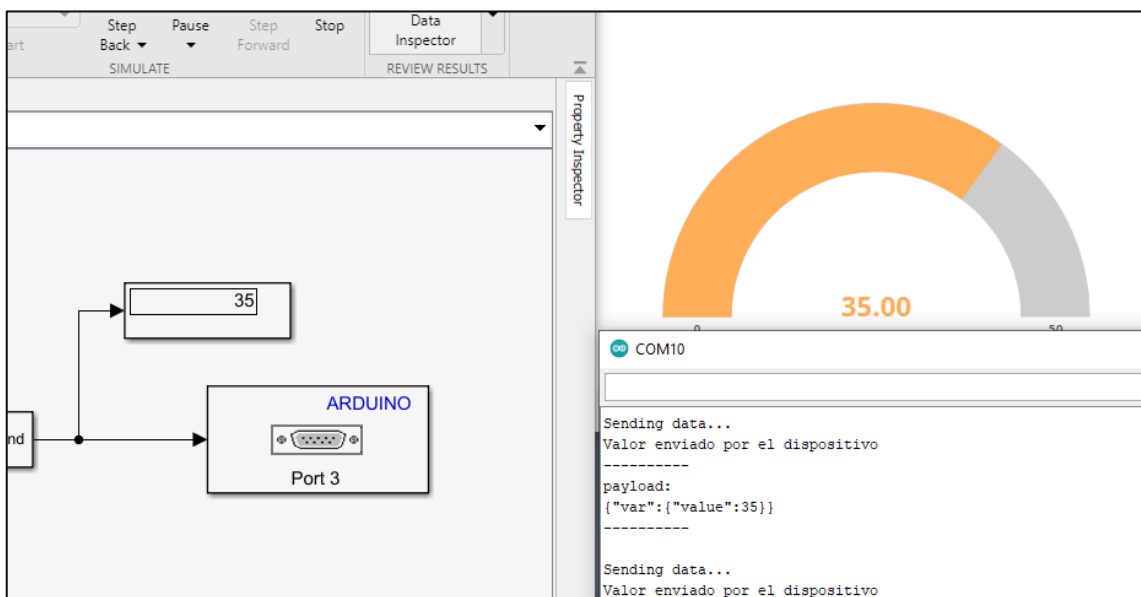 Step
Back
Pause
Step
Forward
Stop
Data
Inspector
SIMULATE
REVIEW RESULTS
Property Inspector
35
ARDUINO
Port 3
35.00
0
50
COM10
Sending data...
Valor enviado por el dispositivo
----------
payload:
{"var":{"value":35}}
----------
Sending data...
Valor enviado por el dispositivo